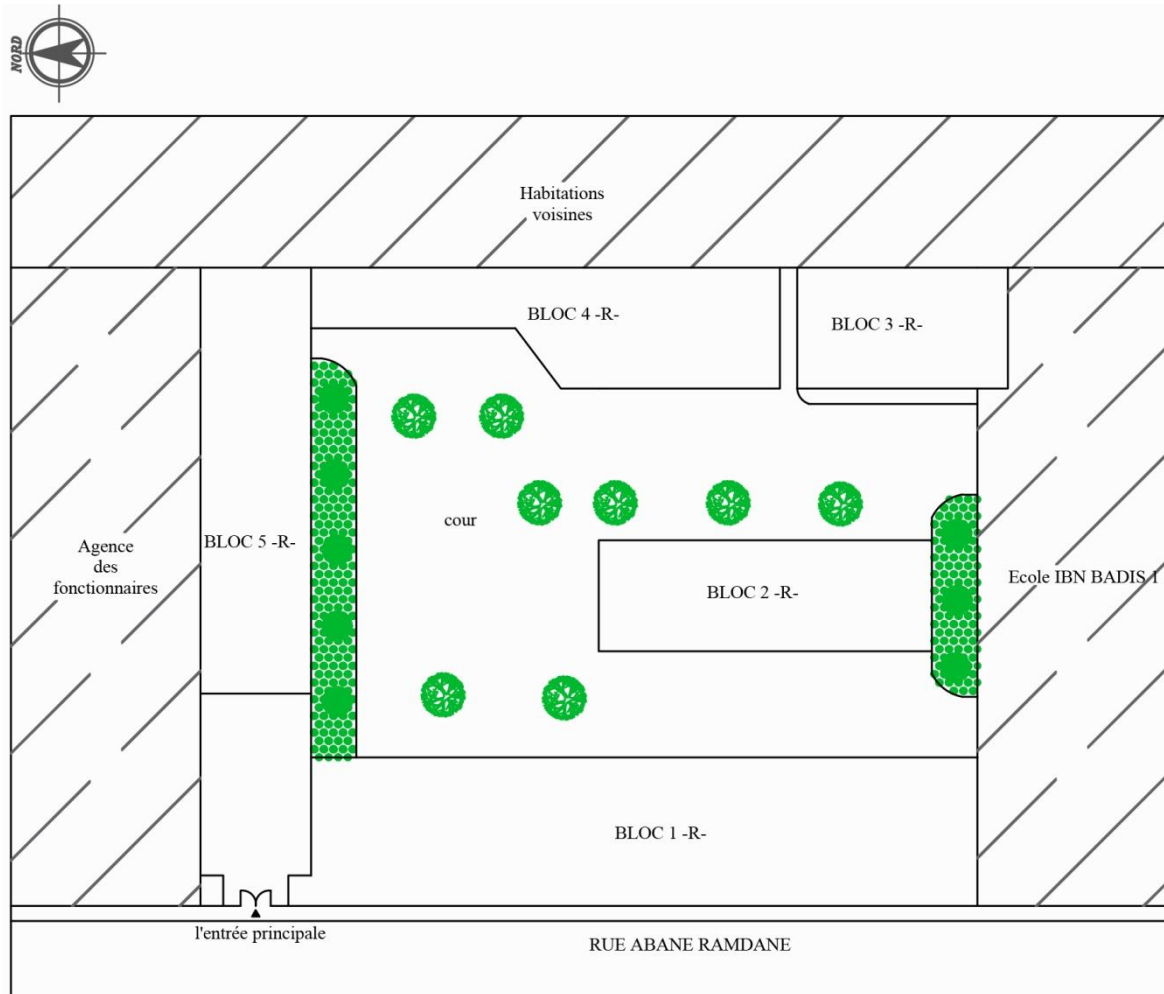 NORD
Habitations
voisines
BLOC 4 -R-
BLOC 3 -R-
cour
BLOC 5 -R-
Agence
des
fonctionnaires
BLOC 2 -R-
Ecole IBN BADIS 1
BLOC 1 -R-
l'entrée principale
RUE ABANE RAMDANE